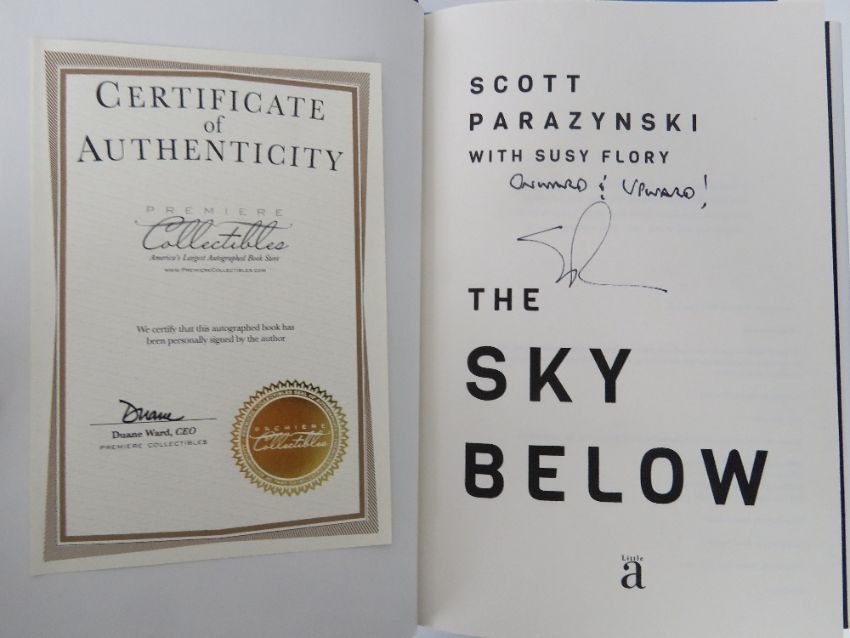 CERTIFICATE
of
AUTHENTICITY
PREMIERE
Collectibles
America's Largest Autographed Book Store
WWW.PREMIERECOLLECTIBLES.COM
We certify that this autographed book has
been personally signed by the author
Duane
Duane Ward, CEO
PREMIERE COLLECTIBLES
PREMIERE
Collectibles
SCOTT
PARAZYNSKI
WITH SUSY FLORY
ONWARD & UPWARD!
THE
SKY
BELOW
Little
a